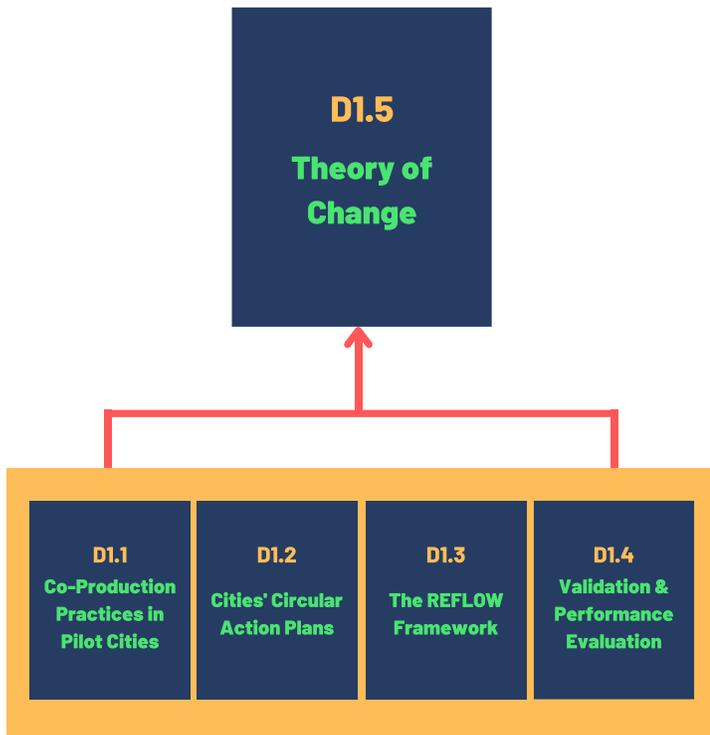 D1.5
Theory of
Change
D1.1
Co-Production
Practices in
Pilot Cities
D1.2
Cities' Circular
Action Plans
D1.3
The REFLOW
Framework
D1.4
Validation &
Performance
Evaluation